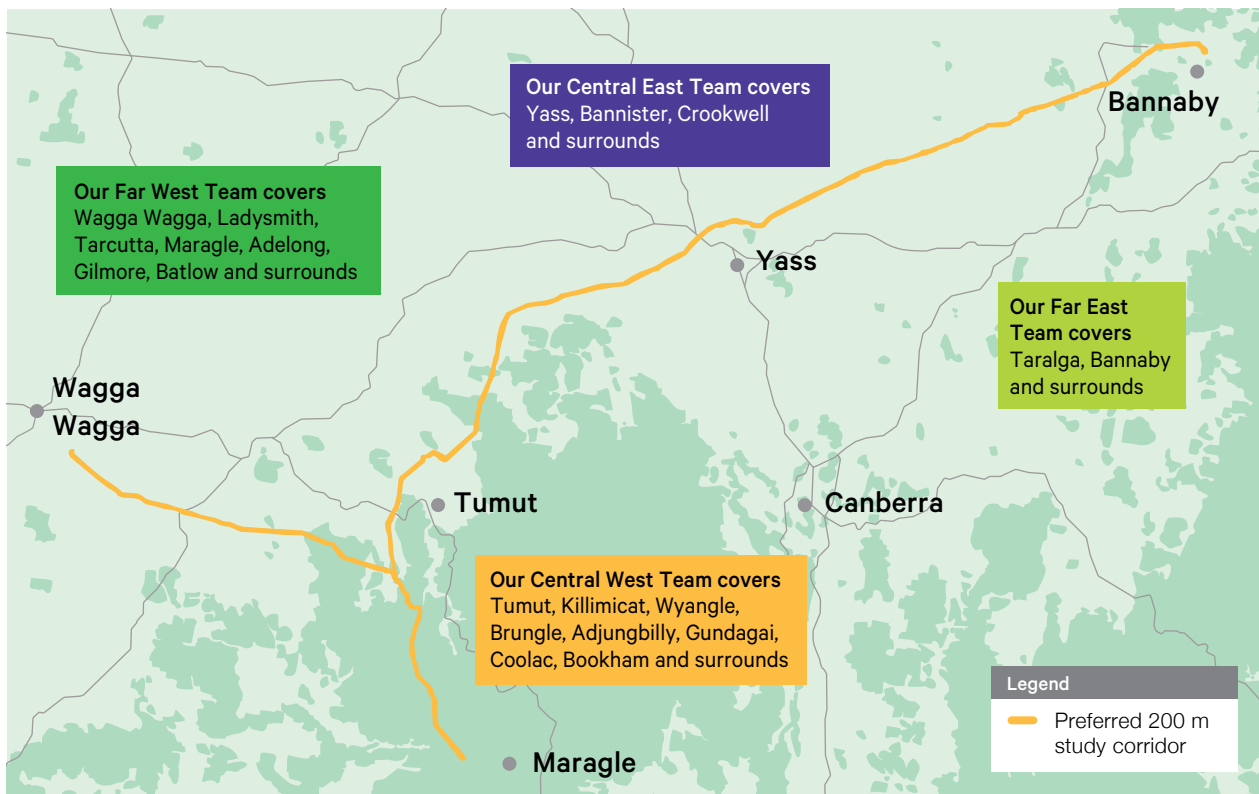 Our Central East Team covers
Yass, Bannister, Crookwell
and surrounds
Bannaby
Our Far West Team covers
Wagga Wagga, Ladysmith,
Tarcutta, Maragle, Adelong,
Gilmore, Batlow and surrounds
Yass
Our Far East
Team covers
Taralga, Bannaby
and surrounds
Wagga
Wagga
Tumut
Canberra
Our Central West Team covers
Tumut, Killimicat, Wyangle,
Brungle, Adjungbilly, Gundagai,
Coolac, Bookham and surrounds
Legend
Preferred 200 m
study corridor
Maragle